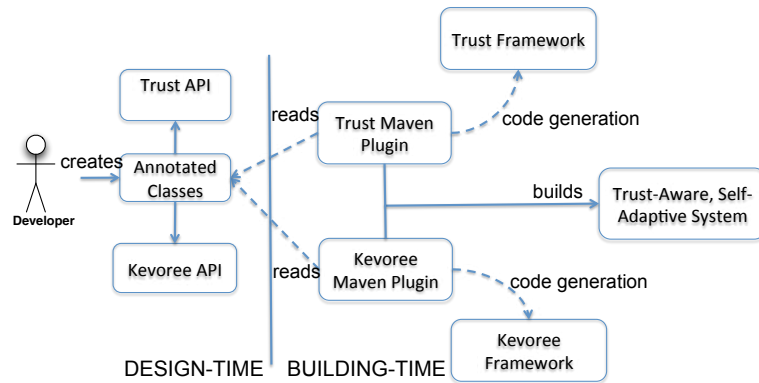 Trust Framework
Trust API
reads
Trust Maven
Plugin
code generation
creates
Annotated
Classes
Developer
builds
Trust-Aware, Self-
Adaptive System
Kevoree API
reads
Kevoree
Maven Plugin
code generation
Kevoree
Framework
DESIGN-TIME
BUILDING-TIME